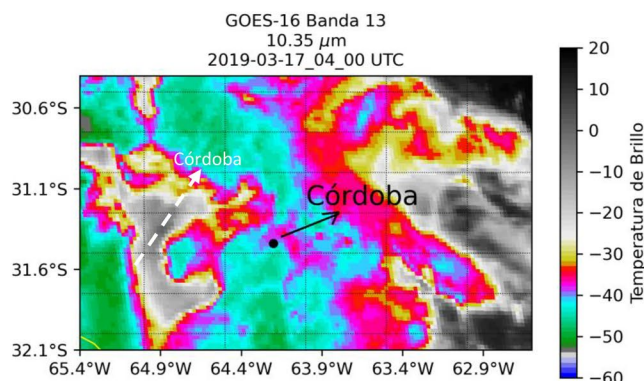 GOES-16 Banda 13
10.35 μm
2019-03-17_04_00 UTC
30.6°S
31.1°S
31.6°S
32.1°S
65.4°W 64.9°W 64.4°W 63.9°W 63.4°W 62.9°W
Córdoba
Córdoba
20
10
0
−10
−20
−30
−40
−50
−60
Temperatura de Brillo